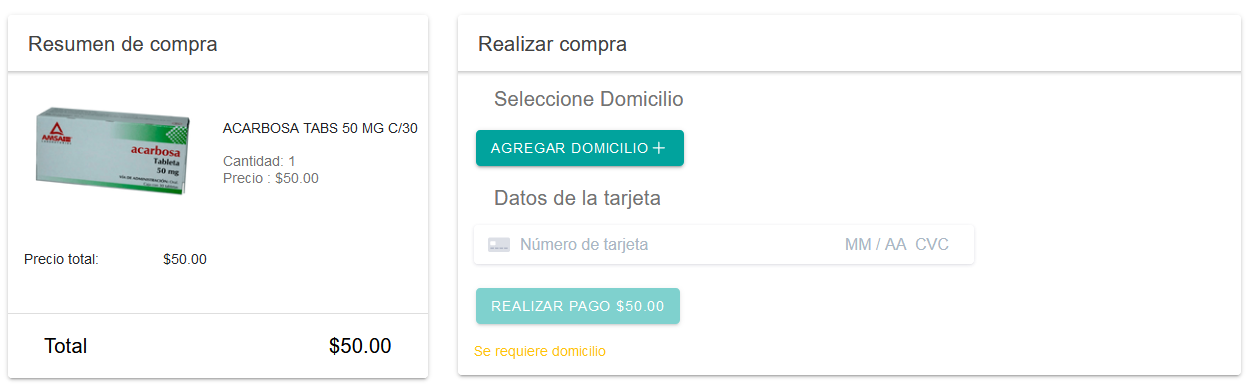 Resumen de compra
AMSA
acarbosa
Tableta
50 mg
ACARBOSA TABS 50 MG C/30
Cantidad: 1
Precio : $50.00
Precio total: $50.00
Total $50.00
Realizar compra
Seleccione Domicilio
AGREGAR DOMICILIO +
Datos de la tarjeta
Número de tarjeta MM / AA CVC
REALIZAR PAGO $50.00
Se requiere domicilio